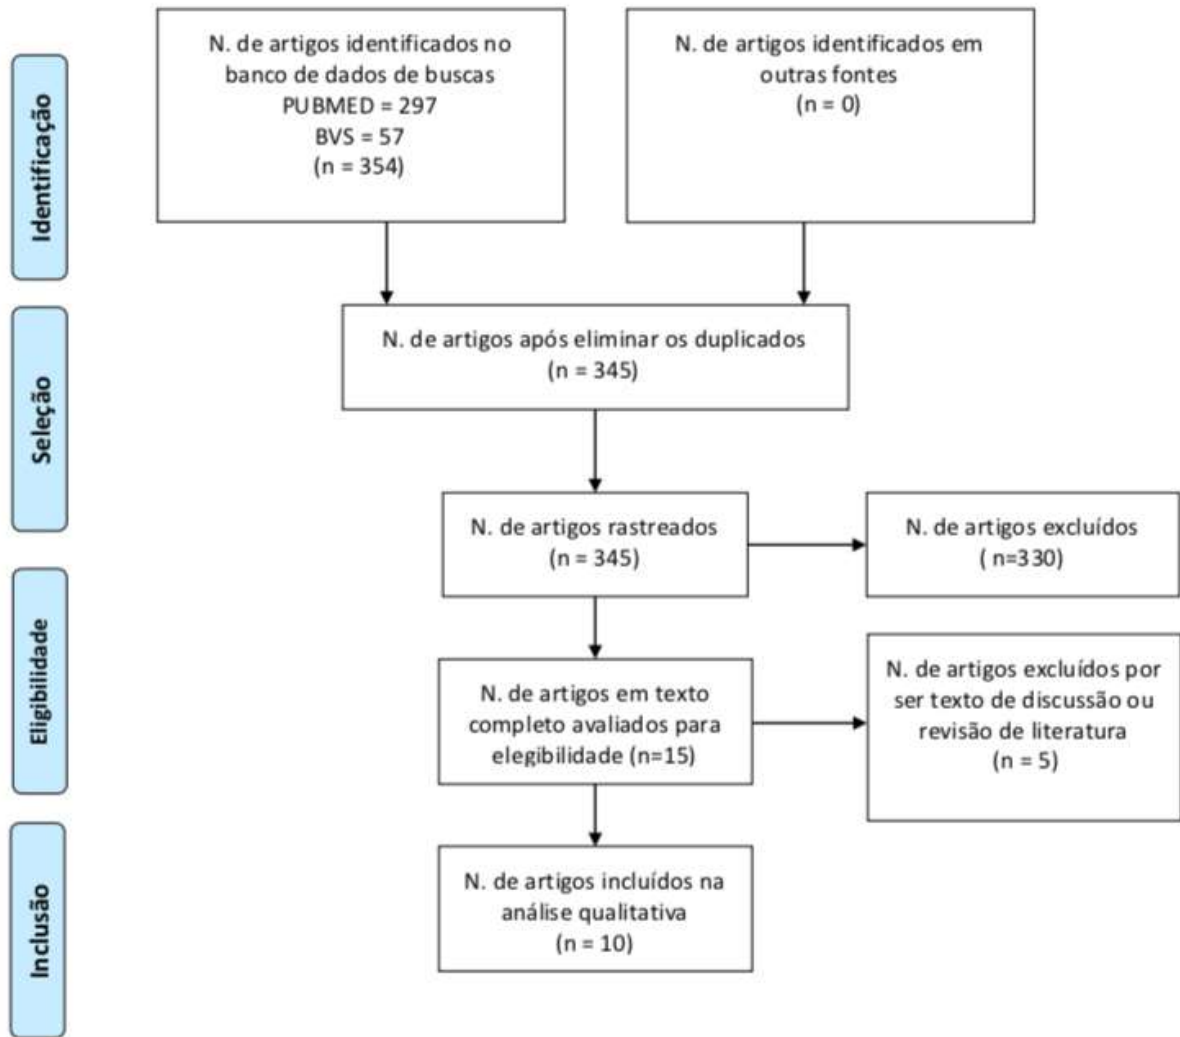 Identificação
N. de artigos identificados no
banco de dados de buscas
PUBMED = 297
BVS = 57
(n = 354)
N. de artigos identificados em
outras fontes
(n = 0)
Seleção
N. de artigos após eliminar os duplicados
(n = 345)
N. de artigos rastreados
(n = 345)
N. de artigos excluídos
( n=330)
Eligibilidade
N. de artigos em texto
completo avaliados para
elegibilidade (n=15)
N. de artigos excluídos por
ser texto de discussão ou
revisão de literatura
(n = 5)
Inclusão
N. de artigos incluídos na
análise qualitativa
(n = 10)